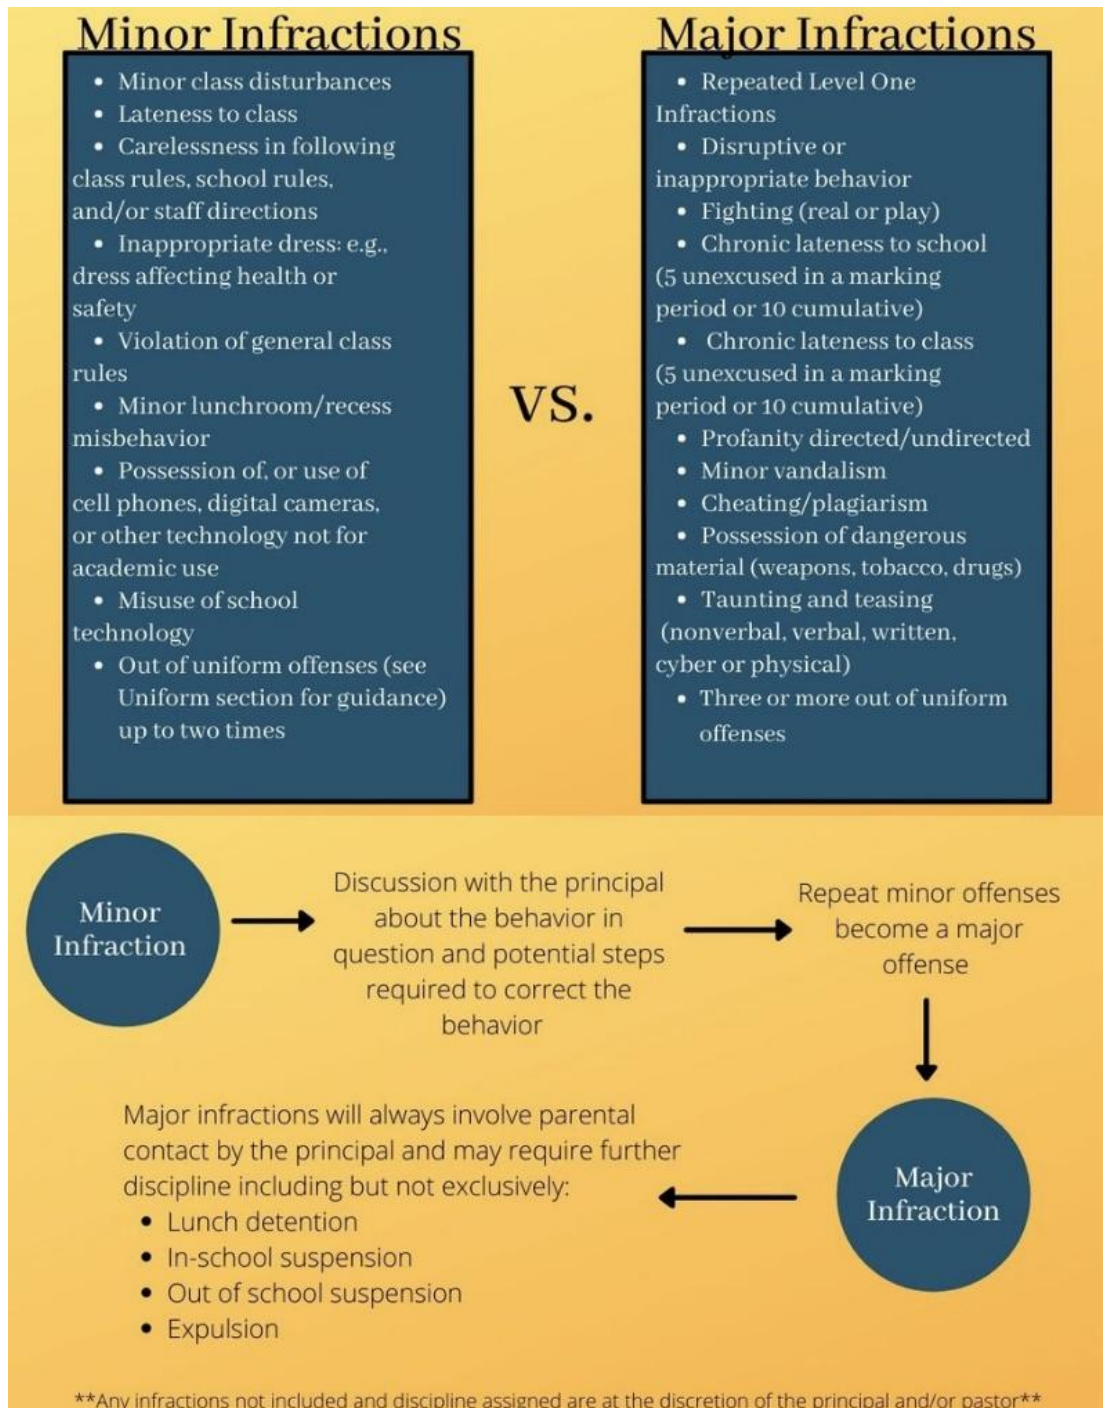 Minor Infractions
• Minor class disturbances
• Lateness to class
• Carelessness in following
class rules, school rules,
and/or staff directions
• Inappropriate dress: e.g.,
dress affecting health or
safety
• Violation of general class
rules
• Minor lunchroom/recess
misbehavior
• Possession of, or use of
cell phones, digital cameras,
or other technology not for
academic use
• Misuse of school
technology
• Out of uniform offenses (see
Uniform section for guidance)
up to two times
vs.
Major Infractions
• Repeated Level One
Infractions
• Disruptive or
inappropriate behavior
• Fighting (real or play)
• Chronic lateness to school
(5 unexcused in a marking
period or 10 cumulative)
• Chronic lateness to class
(5 unexcused in a marking
period or 10 cumulative)
• Profanity directed/undirected
• Minor vandalism
• Cheating/plagiarism
• Possession of dangerous
material (weapons, tobacco, drugs)
• Taunting and teasing
(nonverbal, verbal, written,
cyber or physical)
• Three or more out of uniform
offenses
Minor
Infraction
Discussion with the principal
about the behavior in
question and potential steps
required to correct the
behavior
Repeat minor offenses
become a major
offense
Major
Infraction
Major infractions will always involve parental
contact by the principal and may require further
discipline including but not exclusively:
• Lunch detention
• In-school suspension
• Out of school suspension
• Expulsion
**Any infractions not included and discipline assigned are at the discretion of the principal and/or pastor**